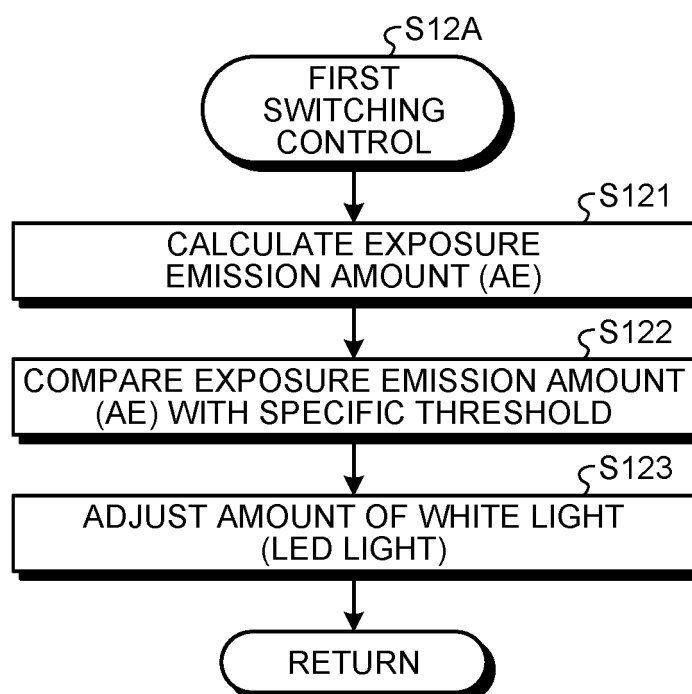 S12A
FIRST
SWITCHING
CONTROL
S121
CALCULATE EXPOSURE
EMISSION AMOUNT (AE)
S122
COMPARE EXPOSURE EMISSION AMOUNT
(AE) WITH SPECIFIC THRESHOLD
S123
ADJUST AMOUNT OF WHITE LIGHT
(LED LIGHT)
RETURN